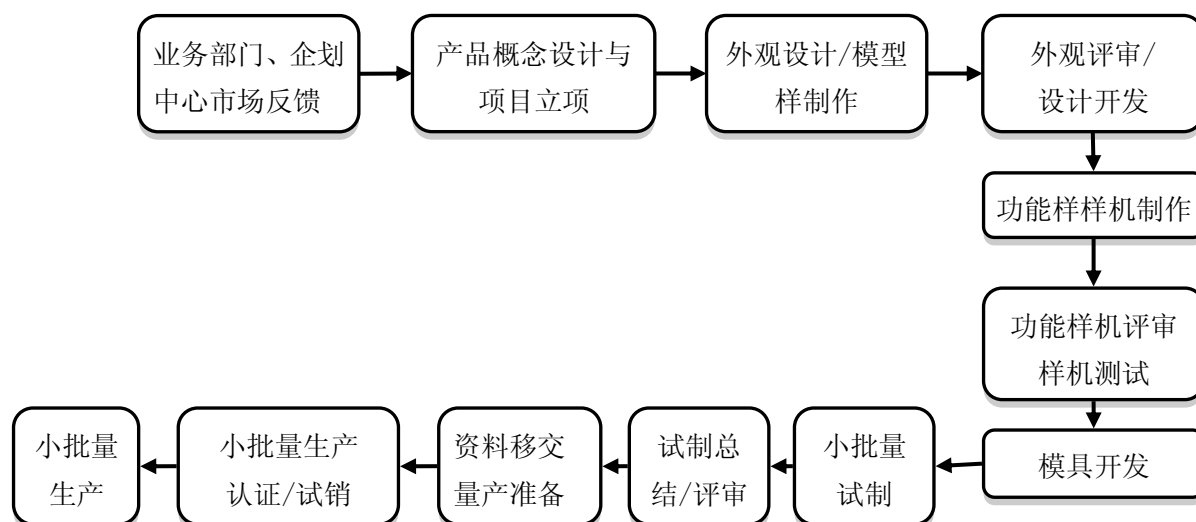 业务部门、企划
中心市场反馈
产品概念设计与
项目立项
外观设计/模型
样制作
外观评审/
设计开发
功能样样机制作
功能样机评审
样机测试
模具开发
小批量
试制
试制总
结/评审
资料移交
量产准备
小批量生产
认证/试销
小批量
生产